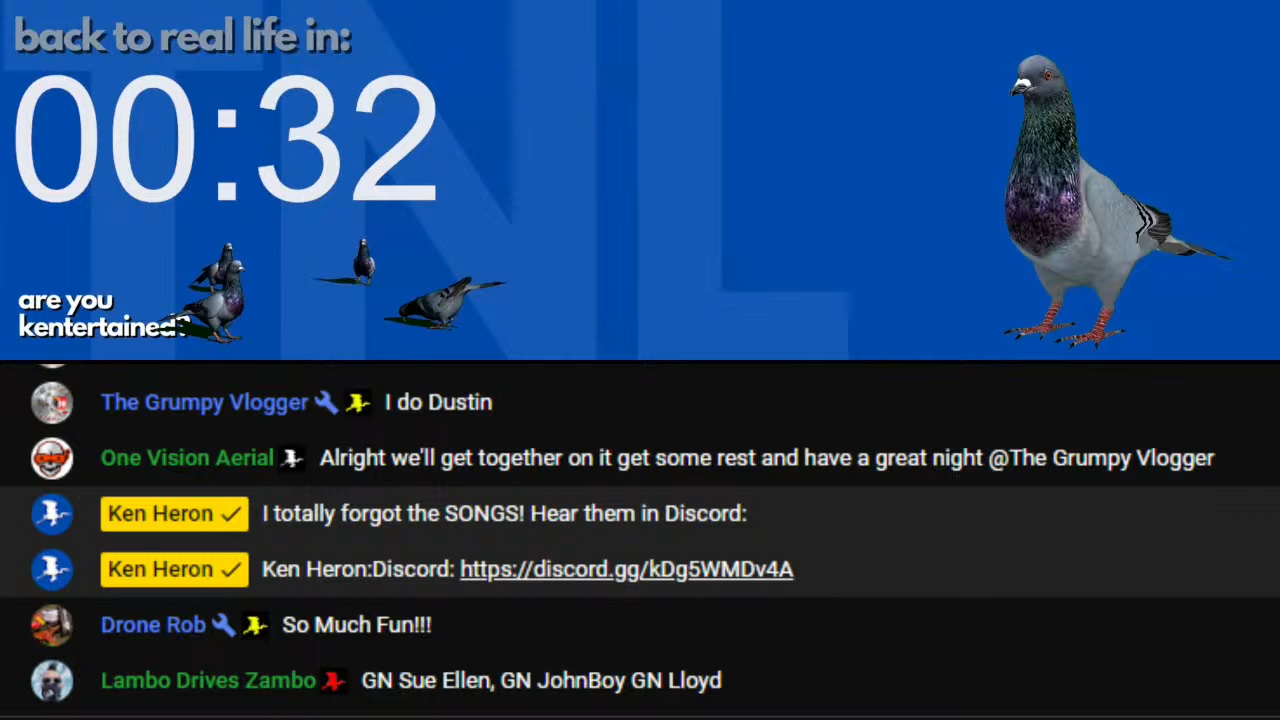 back to real life in:
00:32
TNL
are you
kentertained?
The Grumpy Vlogger I do Dustin
One Vision Aerial Alright we'll get together on it get some rest and have a great night @The Grumpy Vlogger
Ken Heron I totally forgot the SONGS! Hear them in Discord:
Ken Heron Ken Heron:Discord: https://discord.gg/kDg5WMDv4A
Drone Rob So Much Fun!!!
Lambo Drives Zambo GN Sue Ellen, GN JohnBoy GN Lloyd